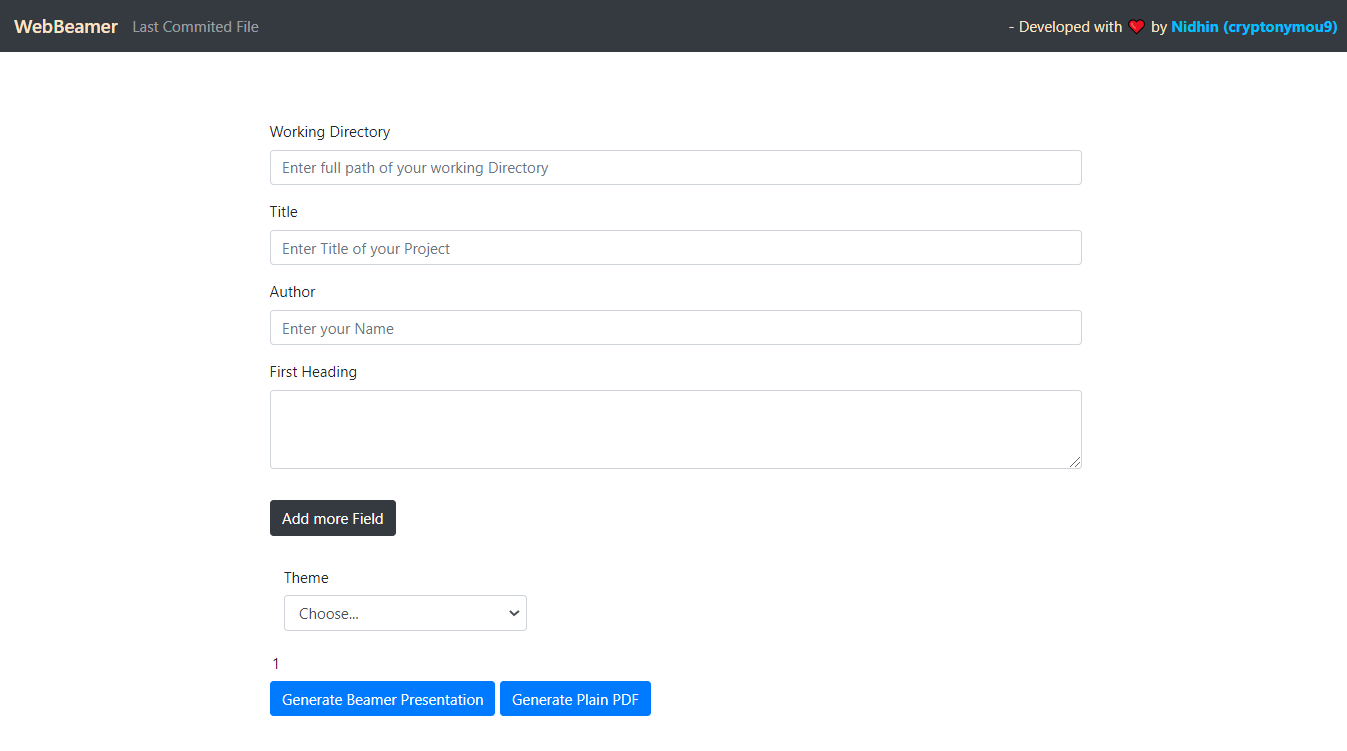 WebBeamer Last Commited File - Developed with ❤️ by Nidhin (cryptonymou9)
Working Directory
Enter full path of your working Directory
Title
Enter Title of your Project
Author
Enter your Name
First Heading
Add more Field
Theme
Choose...
1
Generate Beamer Presentation Generate Plain PDF